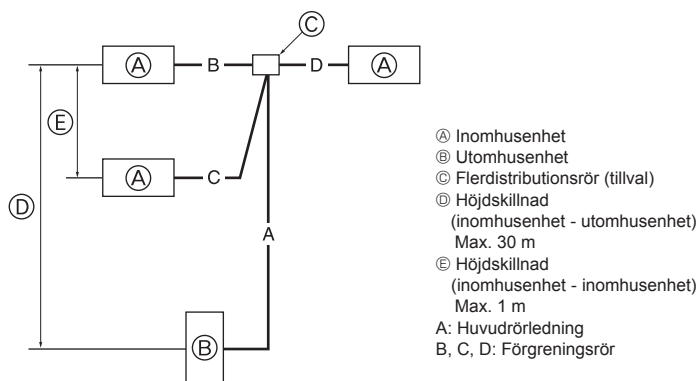 Ⓒ
Ⓐ B D Ⓐ
Ⓔ
Ⓐ C
Ⓓ
A
Ⓑ
Ⓐ Inomhusenhet
Ⓑ Utomhusenhet
Ⓒ Flerdistributionsrör (tillval)
Ⓓ Höjdskillnad
(inomhusenhet - utomhusenhet)
Max. 30 m
Ⓔ Höjdskillnad
(inomhusenhet - inomhusenhet)
Max. 1 m
A: Huvudrörledning
B, C, D: Förgreningsrör